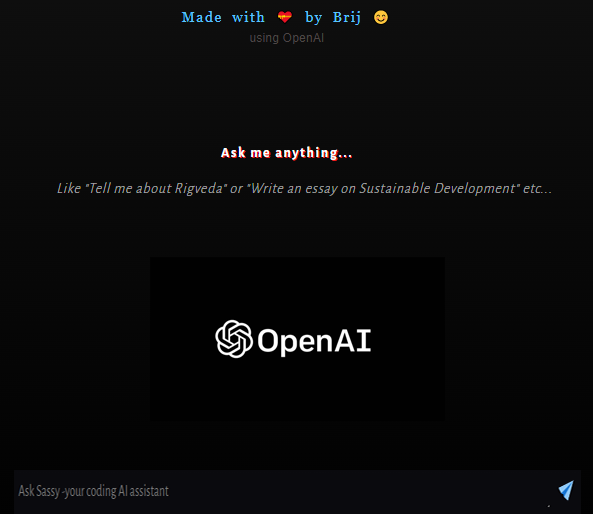 Made with 💝 by Brij 😊
using OpenAI
Ask me anything...
Like "Tell me about Rigveda" or "Write an essay on Sustainable Development" etc...
OpenAI
Ask Sassy -your coding AI assistant